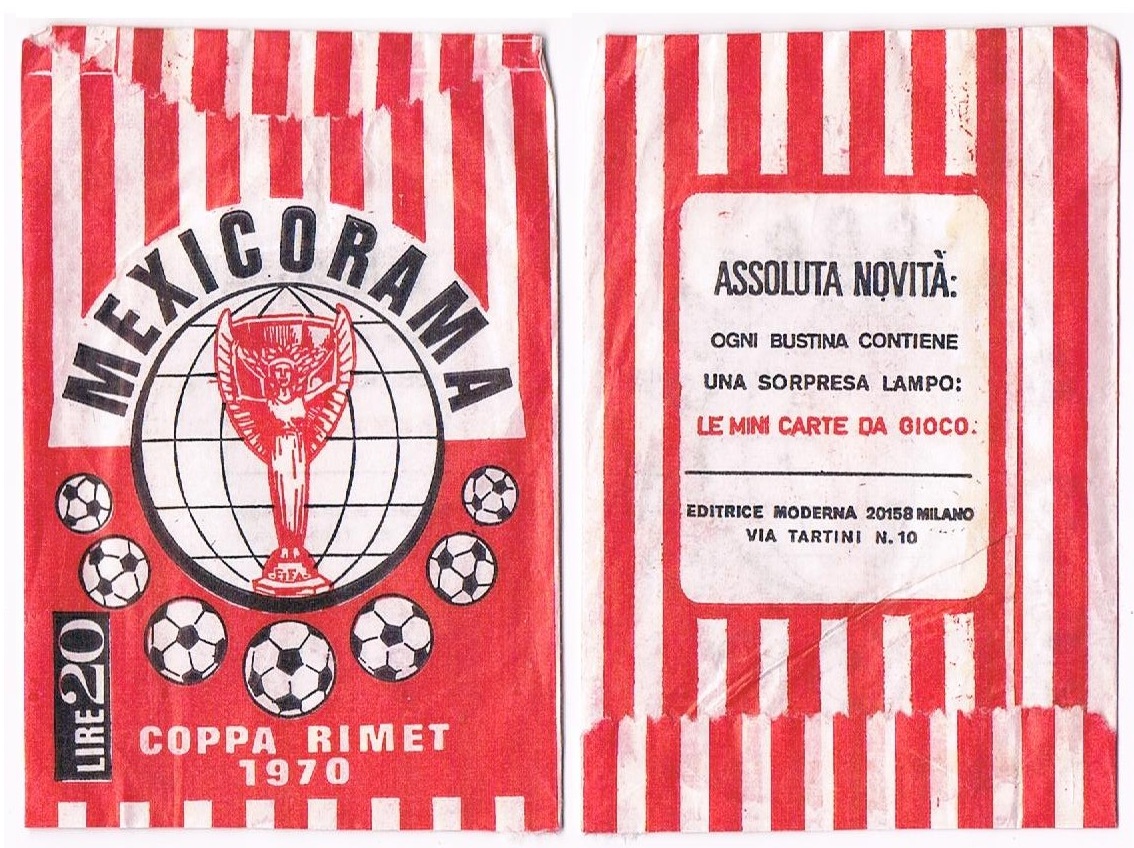 MEXICORAMA
FIFA
LIRE 20
COPPA RIMET
1970
ASSOLUTA NOVITÀ:
OGNI BUSTINA CONTIENE
UNA SORPRESA LAMPO:
LE MINI CARTE DA GIOCO.
EDITRICE MODERNA 20158 MILANO
VIA TARTINI N. 10